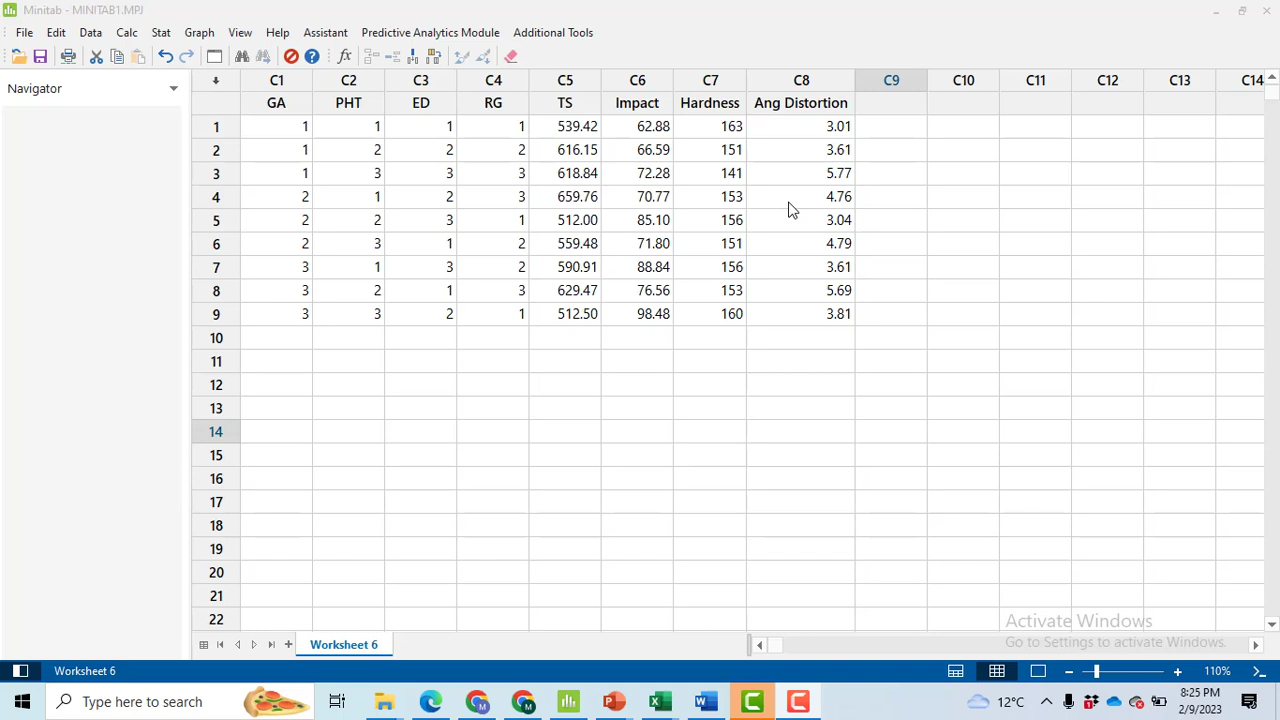 Minitab - MINITAB1.MPJ
File Edit Data Calc Stat Graph View Help Assistant Predictive Analytics Module Additional Tools
Navigator
C1 C2 C3 C4 C5 C6 C7 C8 C9 C10 C11 C12 C13 C14
GA PHT ED RG TS Impact Hardness Ang Distortion
1 1 1 1 1 539.42 62.88 163 3.01
2 1 2 2 2 616.15 66.59 151 3.61
3 1 3 3 3 618.84 72.28 141 5.77
4 2 1 2 3 659.76 70.77 153 4.76
5 2 2 3 1 512.00 85.10 156 3.04
6 2 3 1 2 559.48 71.80 151 4.79
7 3 1 3 2 590.91 88.84 156 3.61
8 3 2 1 3 629.47 76.56 153 5.69
9 3 3 2 1 512.50 98.48 160 3.81
10
11
12
13
14
15
16
17
18
19
20
21
22
Activate Windows
Go to Settings to activate Windows.
Worksheet 6
Worksheet 6 110%
Type here to search 12°C 8:25 PM
2/9/2023